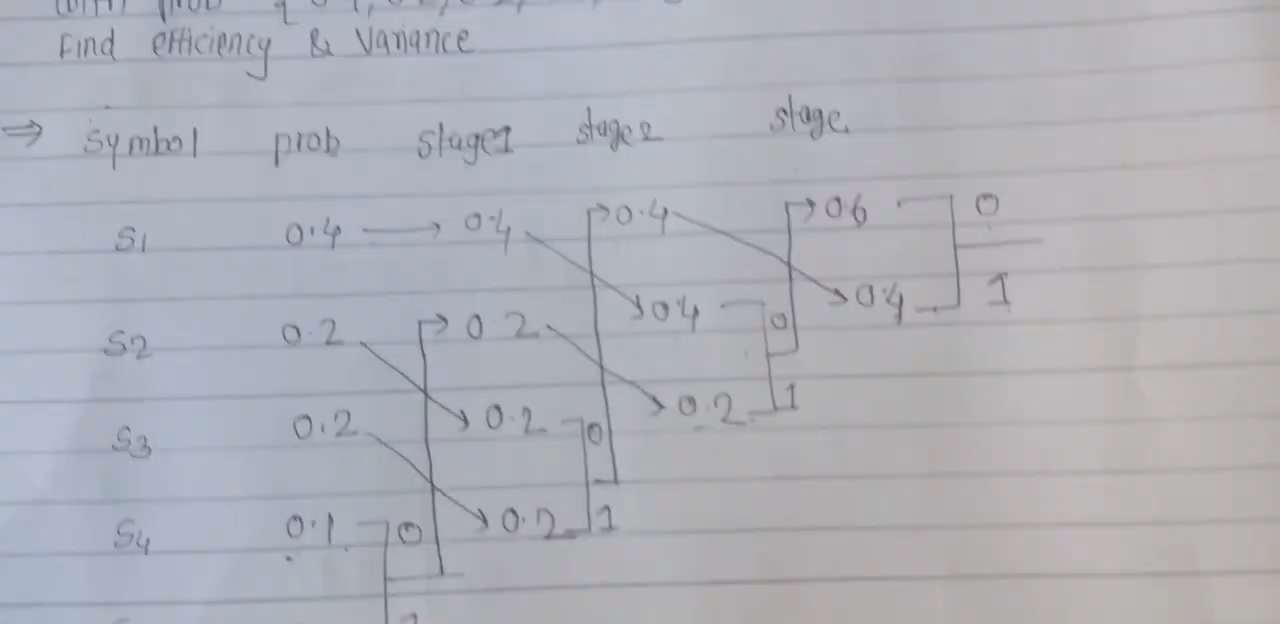 Find efficiency & Variance
⇒ Symbol prob stage1 stage2 stage
S1 0.4 → 0.4 0.4 0.6 0
0.4 0 0.4 1
S2 0.2 0.2
0.2 1
S3 0.2 0.2 0
S4 0.1 0 0.2 1